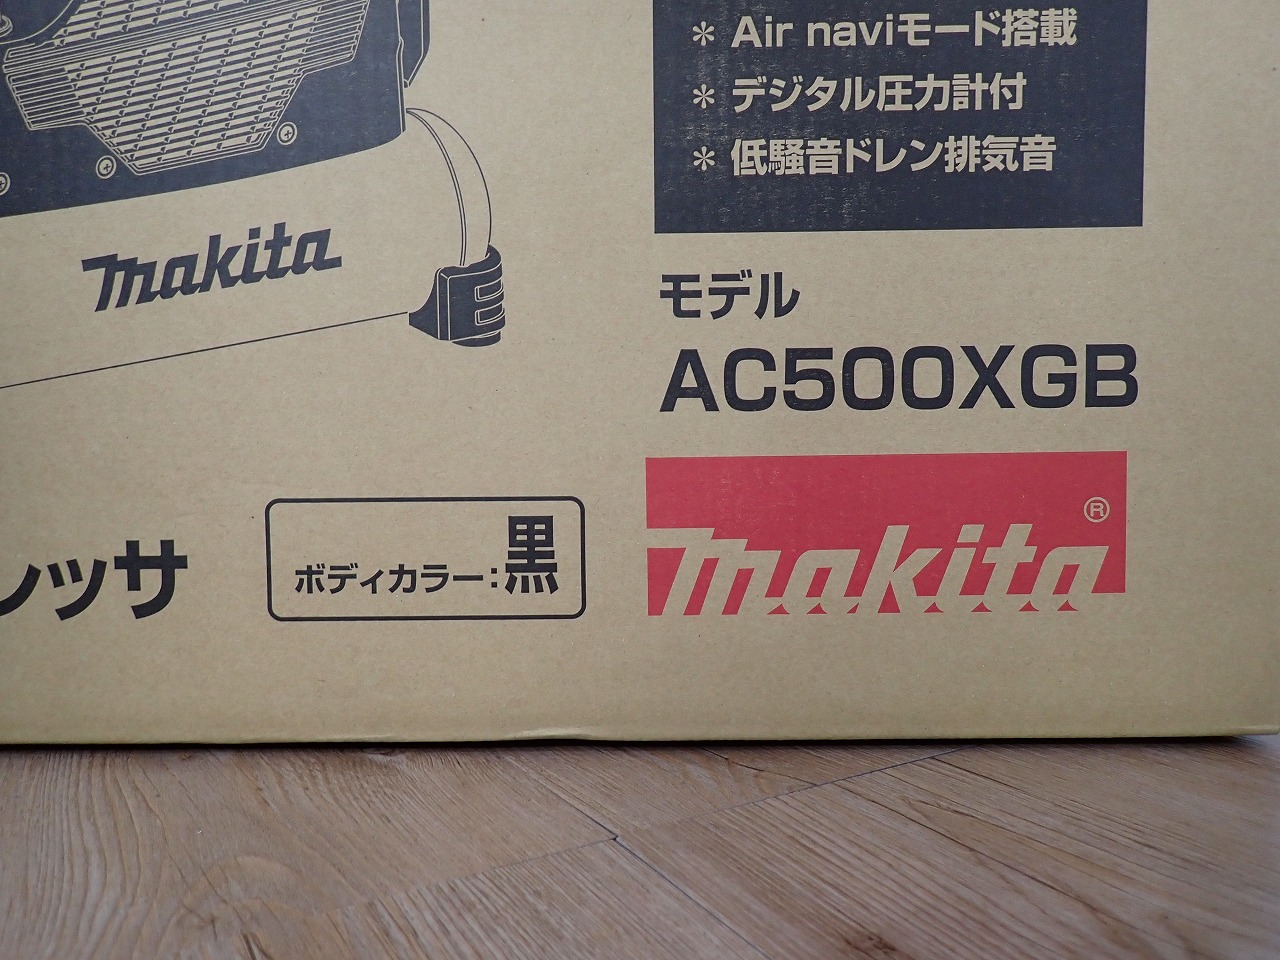 * Air naviモード搭載
* デジタル圧力計付
* 低騒音ドレン排気音
makita
モデル
AC500XGB
makita®
レッサ
ボディカラー:黒